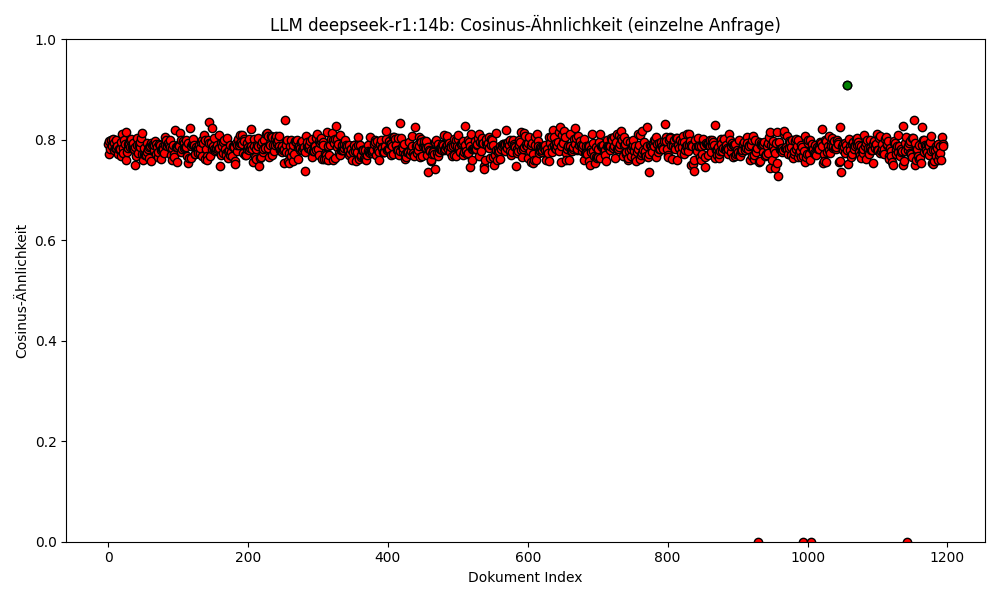 LLM deepseek-r1:14b: Cosinus-Ähnlichkeit (einzelne Anfrage)
1.0
0.8
0.6
0.4
0.2
0.0
Cosinus-Ähnlichkeit
0 200 400 600 800 1000 1200
Dokument Index